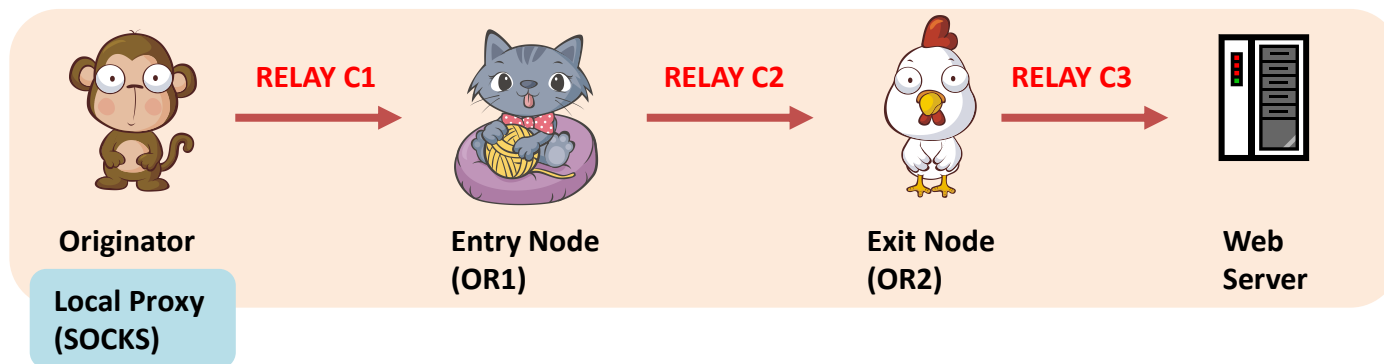 RELAY C1
RELAY C2
RELAY C3
Originator
Entry Node
(OR1)
Exit Node
(OR2)
Web
Server
Local Proxy
(SOCKS)